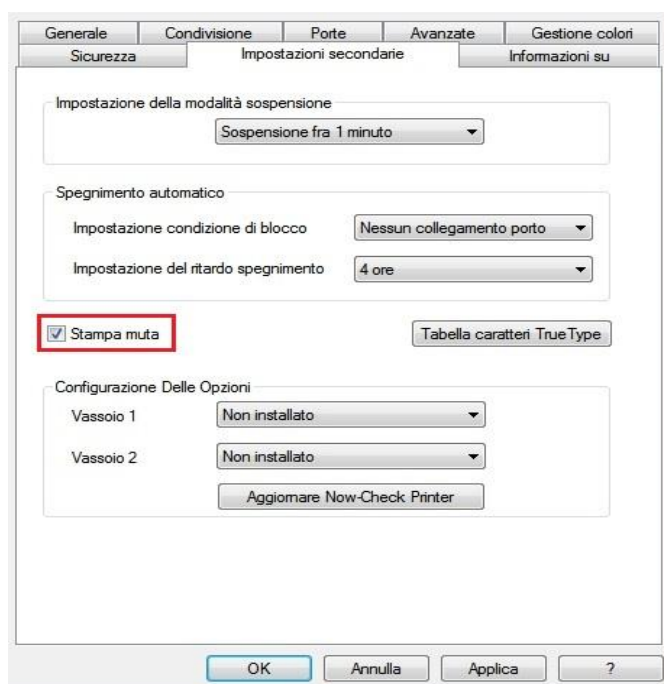 Generale Condivisione Porte Avanzate Gestione colori
Sicurezza Impostazioni secondarie Informazioni su
Impostazione della modalità sospensione
Sospensione fra 1 minuto
Spegnimento automatico
Impostazione condizione di blocco Nessun collegamento porto
Impostazione del ritardo spegnimento 4 ore
Stampa muta Tabella caratteri TrueType
Configurazione Delle Opzioni
Vassoio 1 Non installato
Vassoio 2 Non installato
Aggiornare Now-Check Printer
OK Annulla Applica ?